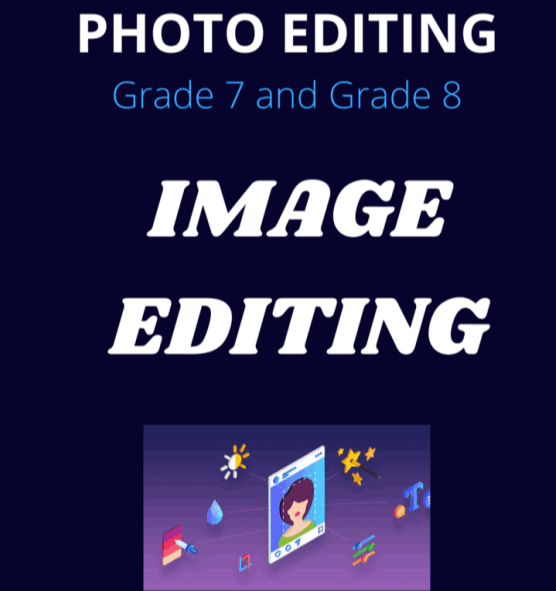 PHOTO EDITING
Grade 7 and Grade 8
IMAGE
EDITING
T